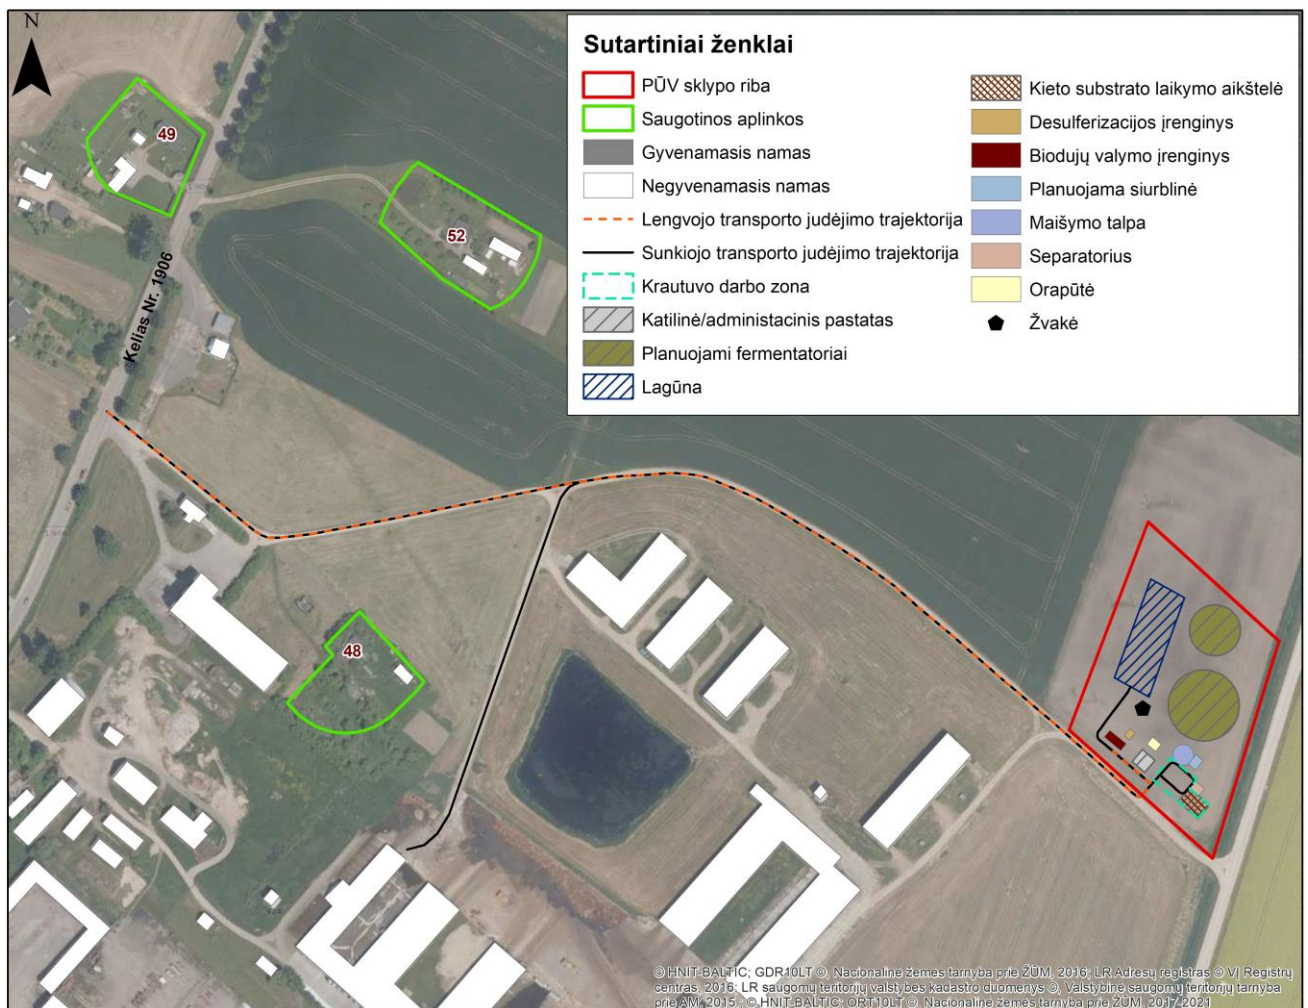 N
Sutartiniai ženklai
PŪV sklypo riba
Saugotinos aplinkos
Gyvenamasis namas
Negyvenamasis namas
Lengvojo transporto judėjimo trajektorija
Sunkiojo transporto judėjimo trajektorija
Krautuvo darbo zona
Katilinė/administacinis pastatas
Planuojami fermentatoriai
Lagūna
Kieto substrato laikymo aikštelė
Desulferizacijos įrenginys
Biodujų valymo įrenginys
Planuojama siurblinė
Maišymo talpa
Separatorius
Orapūtė
Žvakė
49
52
Kelias Nr. 1906
48
© HNIT-BALTIC; GDR10LT ©, Nacionalinė žemės tarnyba prie ŽŪM, 2016; LR Adresų registras © VĮ Registrų
centras, 2016; LR saugomų teritorijų valstybės kadastro duomenys ©, Valstybinė saugomų teritorijų tarnyba
prie AM, 2015.; © HNIT-BALTIC; ORT10LT ©, Nacionalinė žemės tarnyba prie ŽŪM, 2017-2021